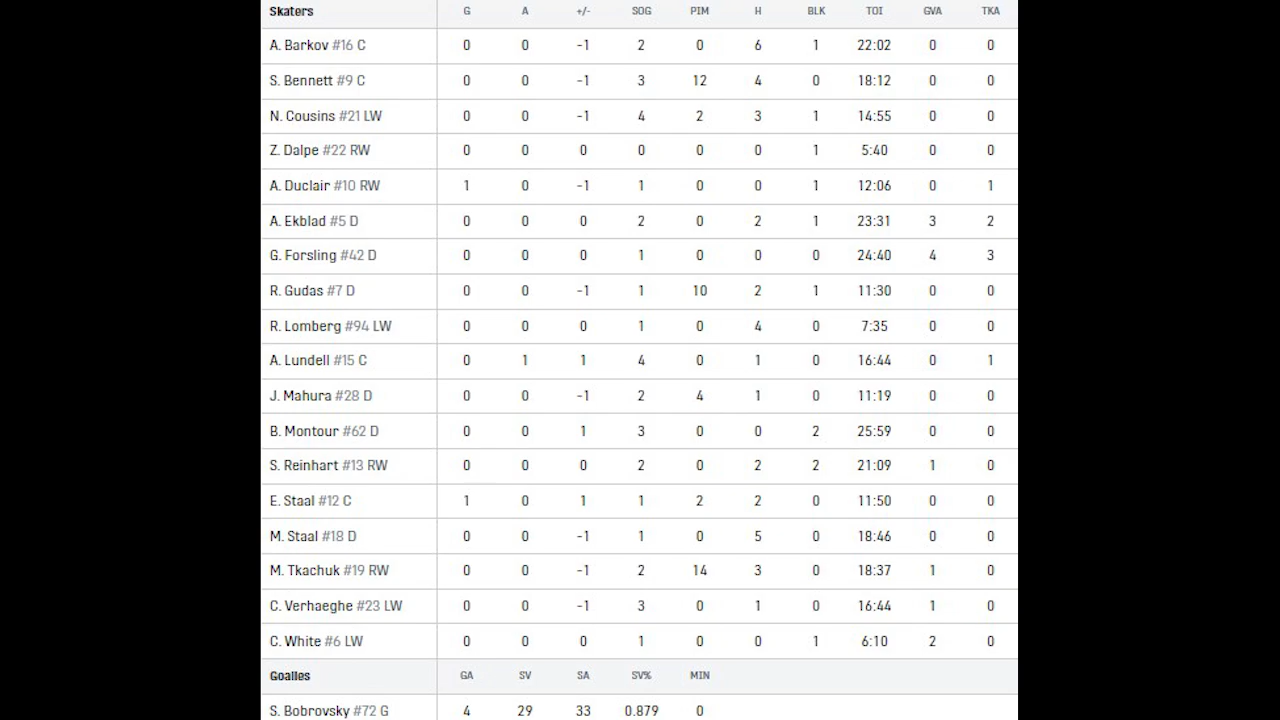 Skaters G A +/- SOG PIM H BLK TOI GVA TKA
A. Barkov #16 C 0 0 -1 2 0 6 1 22:02 0 0
S. Bennett #9 C 0 0 -1 3 12 4 0 18:12 0 0
N. Cousins #21 LW 0 0 -1 4 2 3 1 14:55 0 0
Z. Dalpe #22 RW 0 0 0 0 0 0 1 5:40 0 0
A. Duclair #10 RW 1 0 -1 1 0 0 1 12:06 0 1
A. Ekblad #5 D 0 0 0 2 0 2 1 23:31 3 2
G. Forsling #42 D 0 0 0 1 0 0 0 24:40 4 3
R. Gudas #7 D 0 0 -1 1 10 2 1 11:30 0 0
R. Lomberg #94 LW 0 0 0 1 0 4 0 7:35 0 0
A. Lundell #15 C 0 1 1 4 0 1 0 16:44 0 1
J. Mahura #28 D 0 0 -1 2 4 1 0 11:19 0 0
B. Montour #62 D 0 0 1 3 0 0 2 25:59 0 0
S. Reinhart #13 RW 0 0 0 2 0 2 2 21:09 1 0
E. Staal #12 C 1 0 1 1 2 2 0 11:50 0 0
M. Staal #18 D 0 0 -1 1 0 5 0 18:46 0 0
M. Tkachuk #19 RW 0 0 -1 2 14 3 0 18:37 1 0
C. Verhaeghe #23 LW 0 0 -1 3 0 1 0 16:44 1 0
C. White #6 LW 0 0 0 1 0 0 1 6:10 2 0
Goalies GA SV SA SV% MIN
S. Bobrovsky #72 G 4 29 33 0.879 0